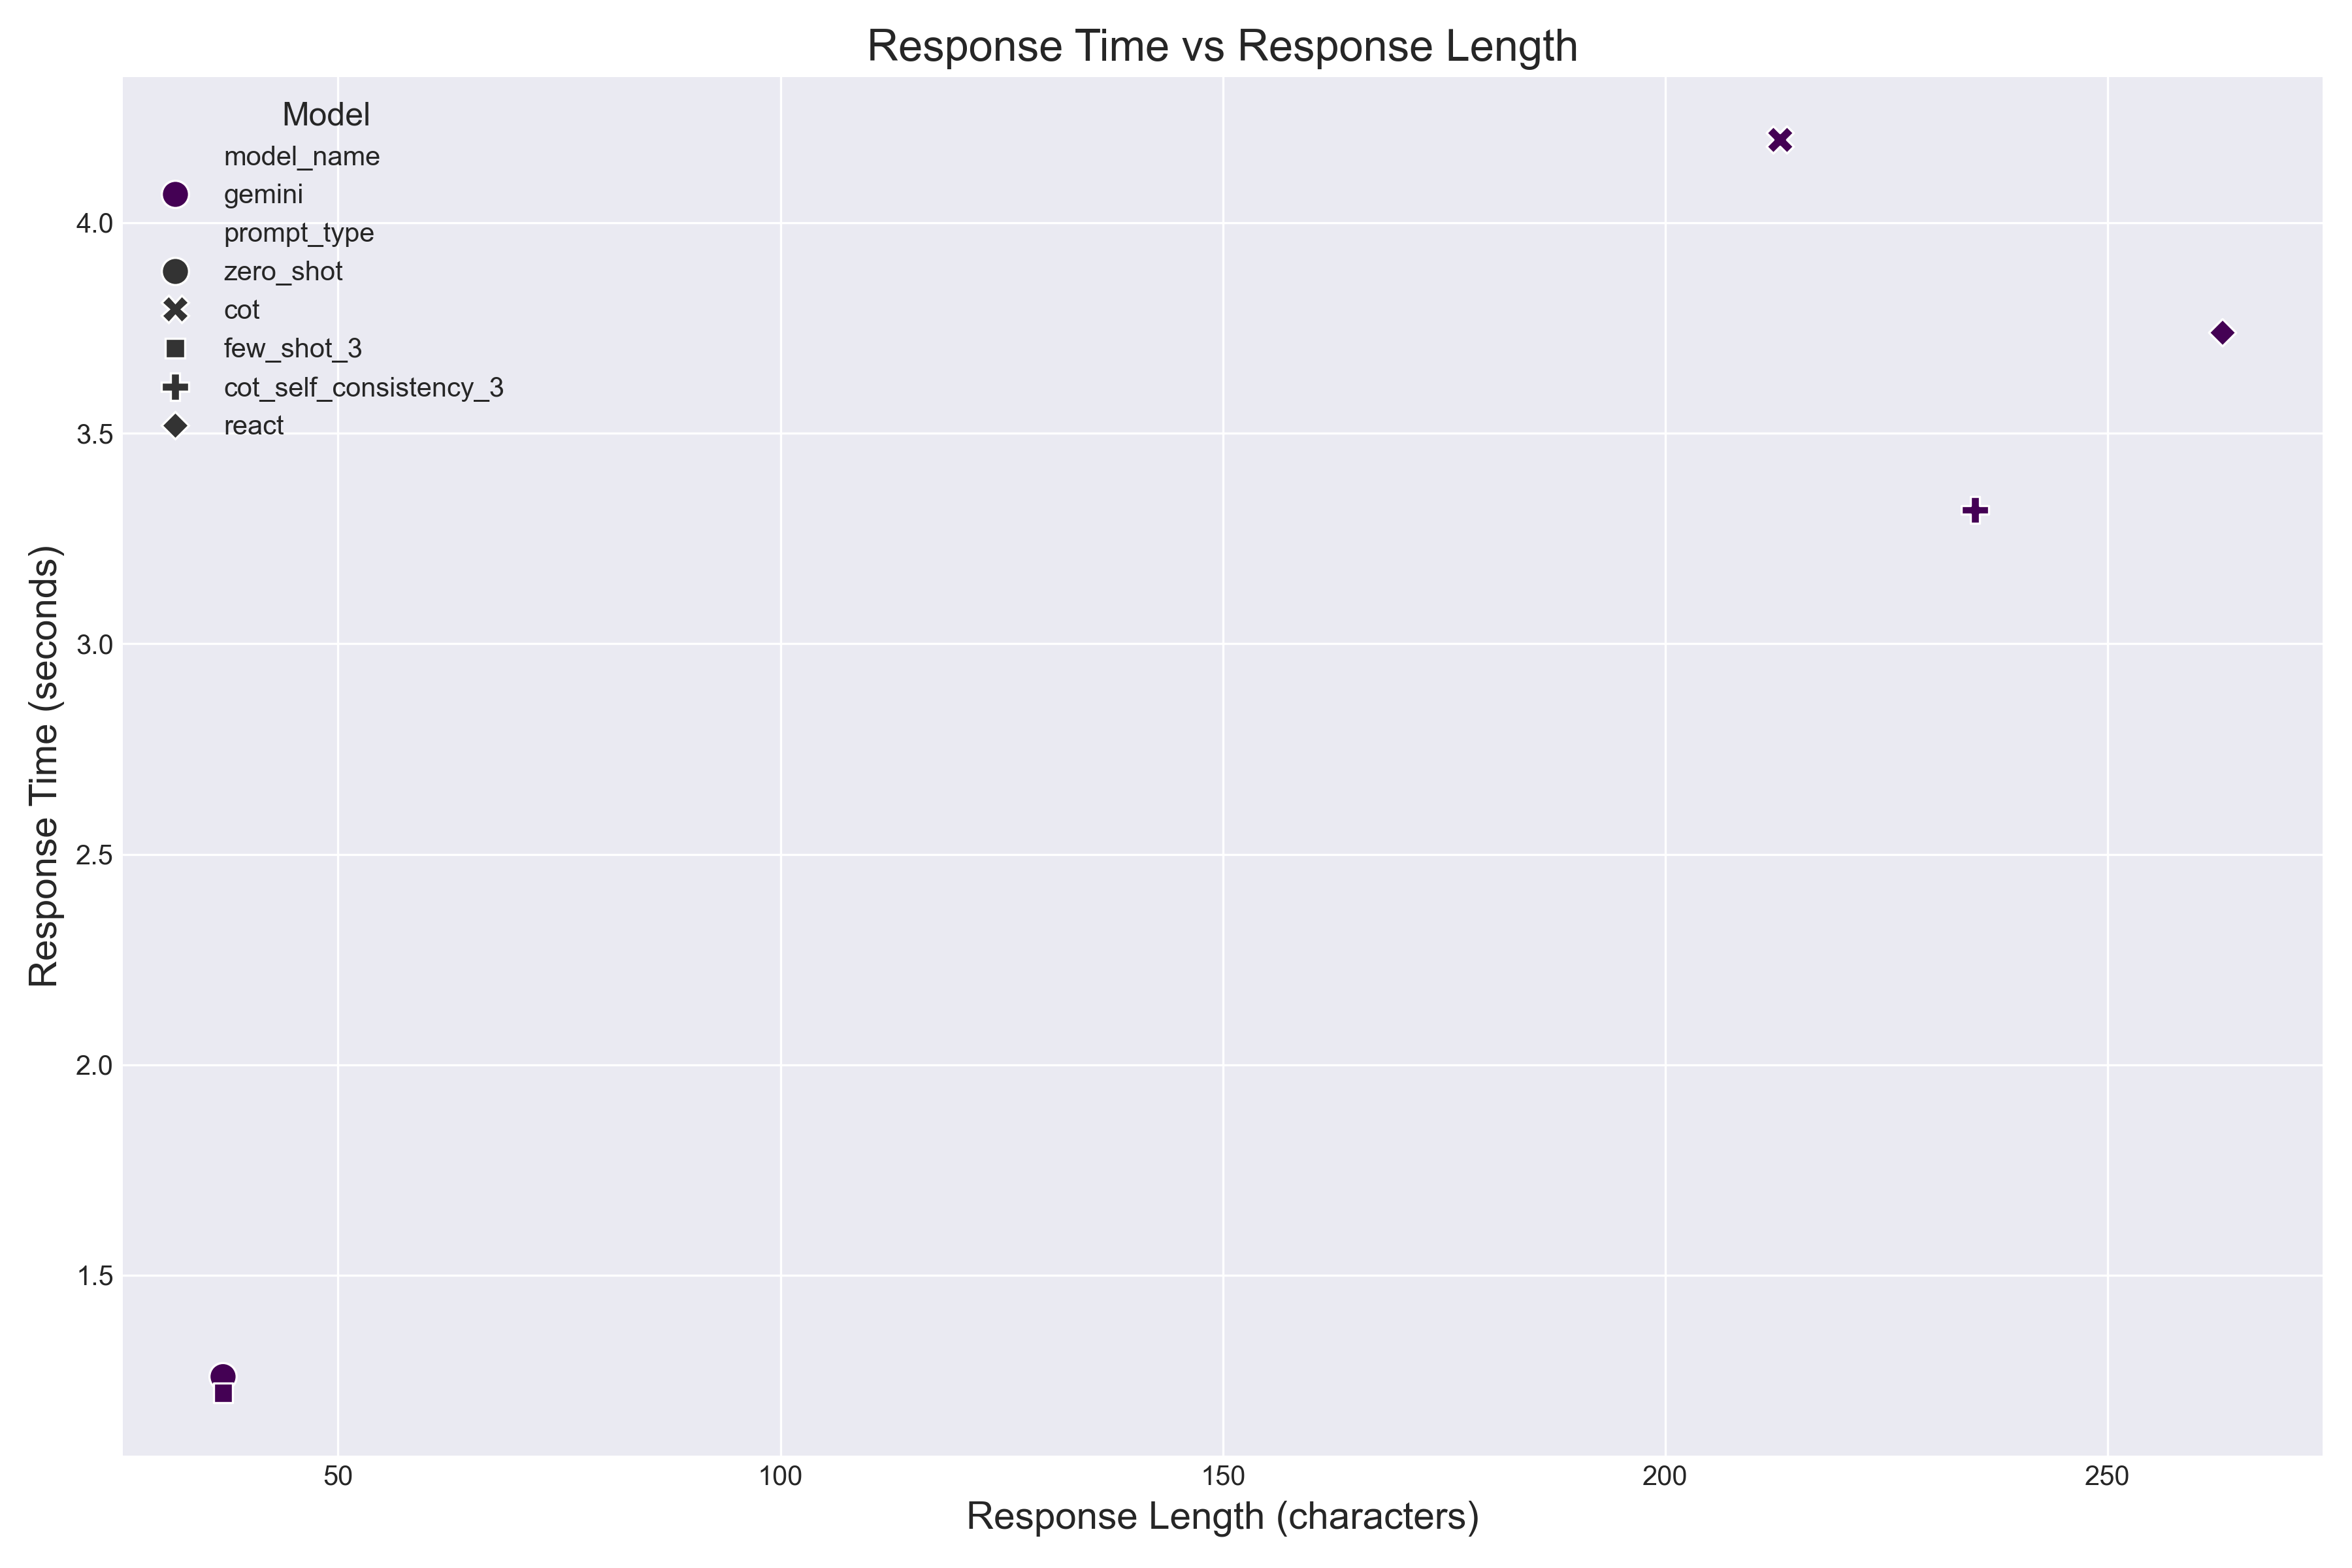 Response Time vs Response Length
Model
model_name
gemini
prompt_type
zero_shot
cot
few_shot_3
cot_self_consistency_3
react
4.0
3.5
3.0
2.5
2.0
1.5
Response Time (seconds)
50
100
150
200
250
Response Length (characters)